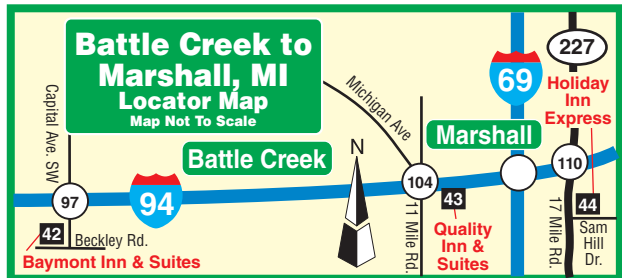 Battle Creek to
Marshall, MI
Locator Map
Map Not To Scale
227
69
Holiday
Inn
Express
Capital Ave. SW
Michigan Ave
Marshall
Battle Creek
N
110
104
97
94
43
44
42
Beckley Rd.
Baymont Inn & Suites
11 Mile Rd.
Quality
Inn &
Suites
17 Mile Rd.
Sam
Hill
Dr.